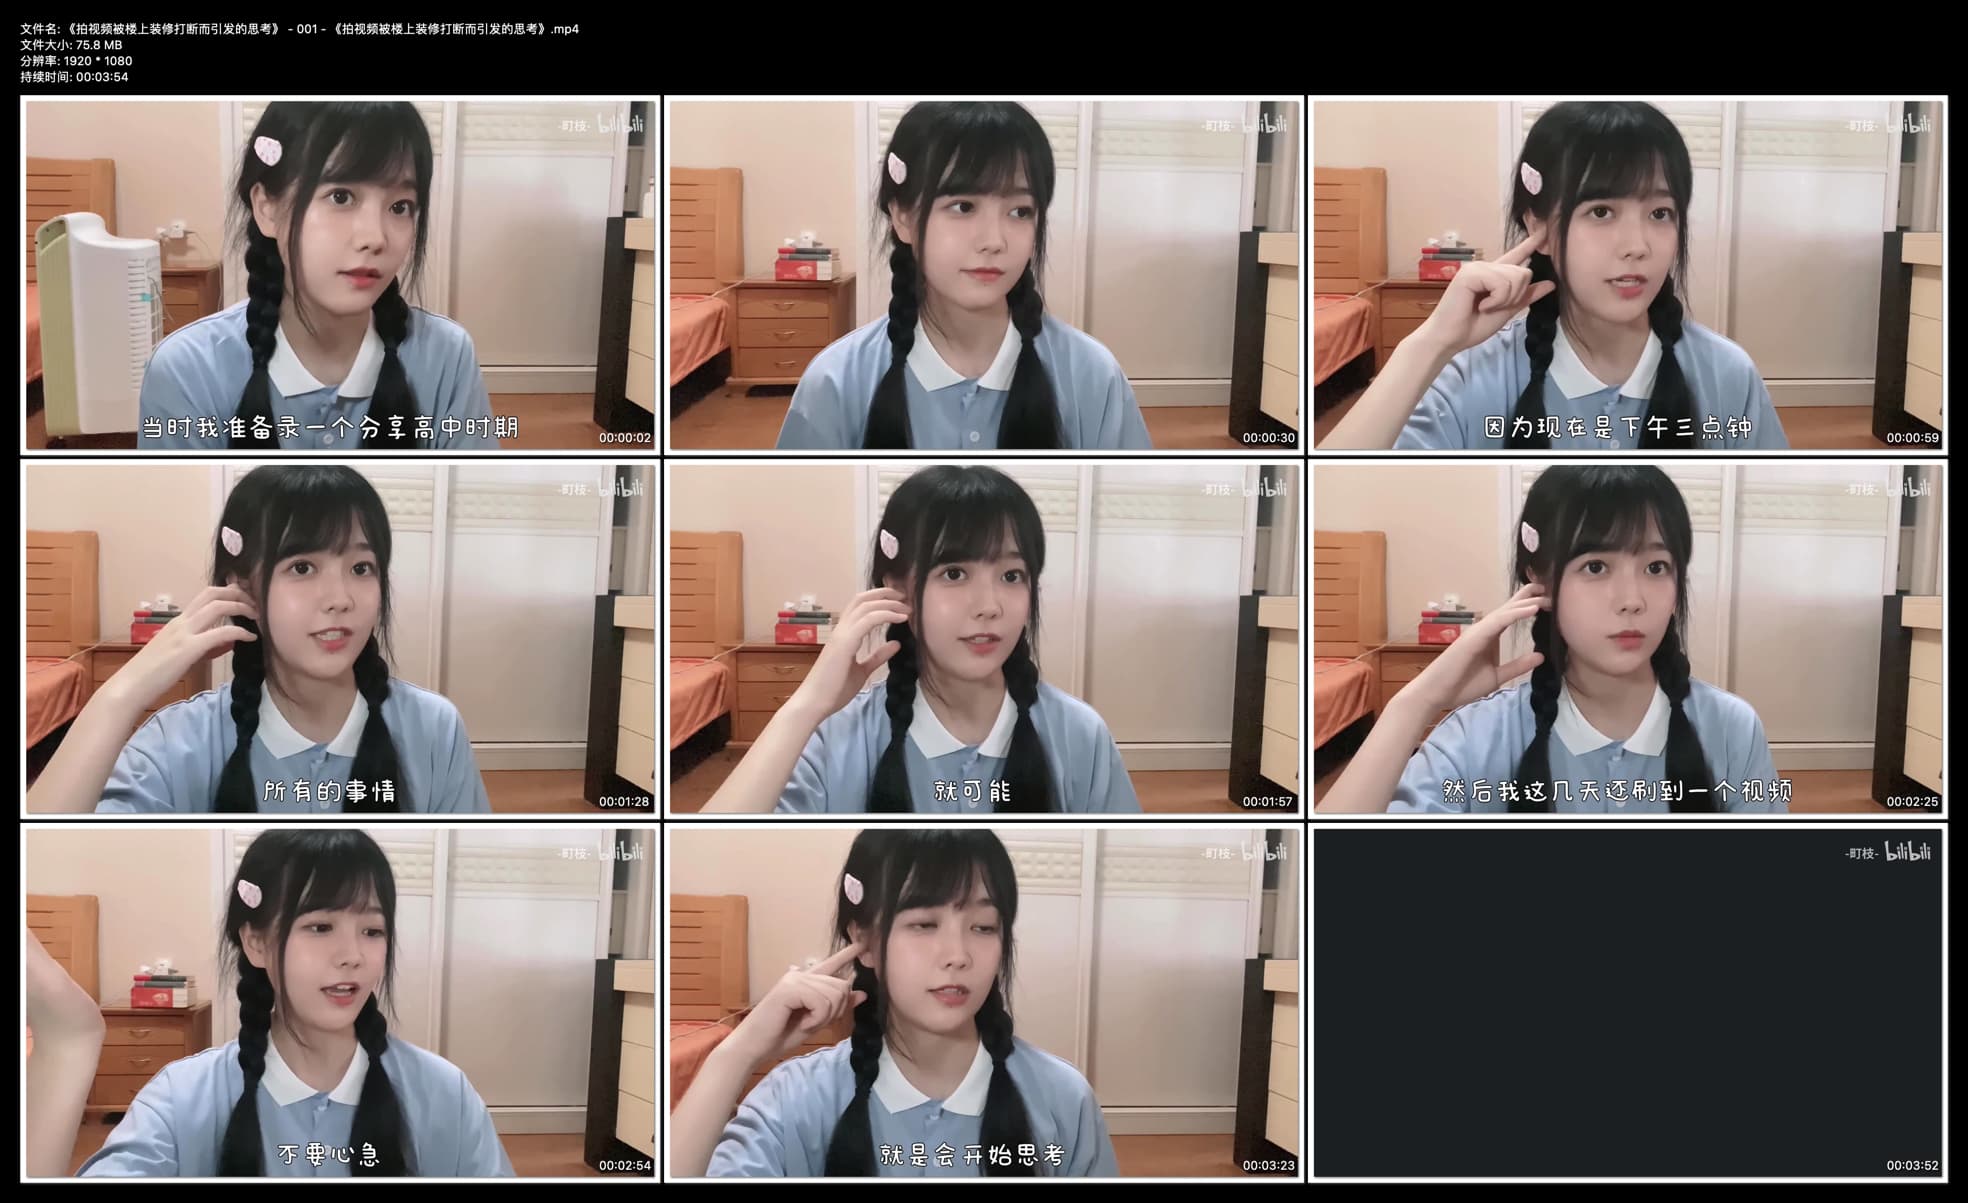 文件名: 《拍视频被楼上装修打断而引发的思考》 - 001 - 《拍视频被楼上装修打断而引发的思考》.mp4
文件大小: 75.8 MB
分辨率: 1920 * 1080
持续时间: 00:03:54
-町枝- bilibili
当时我准备录一个分享高中时期
00:00:02
-町枝- bilibili
00:00:30
-町枝- bilibili
因为现在是下午三点钟
00:00:59
-町枝- bilibili
所有的事情
00:01:28
-町枝- bilibili
就可能
00:01:57
-町枝- bilibili
然后我这几天还刷到一个视频
00:02:25
-町枝- bilibili
不要心急
00:02:54
-町枝- bilibili
就是会开始思考
00:03:23
-町枝- bilibili
00:03:52